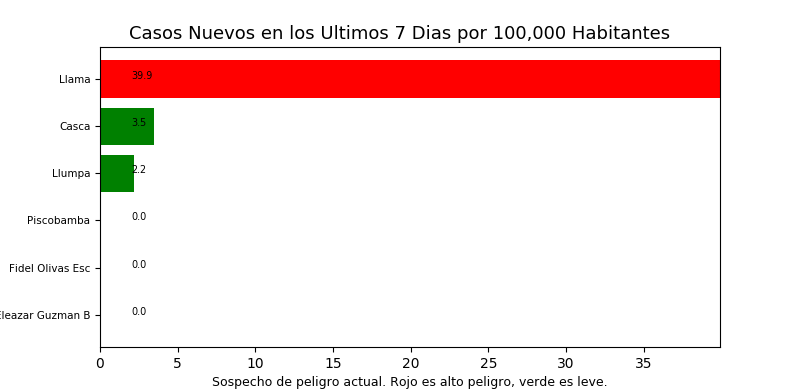 Casos Nuevos en los Ultimos 7 Dias por 100,000 Habitantes
Llama 39.9
Casca 3.5
Llumpa 2.2
Piscobamba 0.0
Fidel Olivas Esc 0.0
Eleazar Guzman B 0.0
0 5 10 15 20 25 30 35
Sospecho de peligro actual. Rojo es alto peligro, verde es leve.